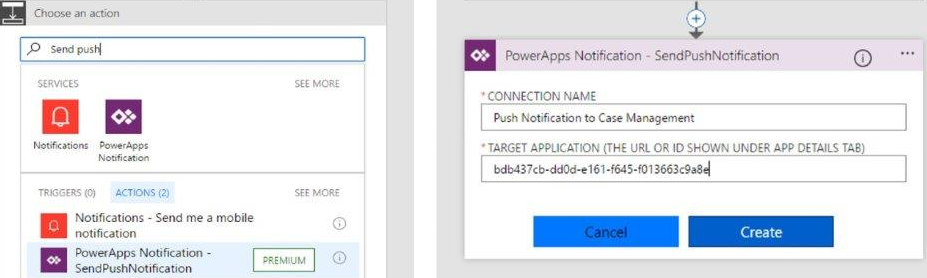 Choose an action
Send push
SERVICES
SEE MORE
Notifications
PowerApps
Notification
TRIGGERS (0)
ACTIONS (2)
SEE MORE
Notifications - Send me a mobile
notification
PowerApps Notification -
SendPushNotification
PREMIUM
PowerApps Notification - SendPushNotification
* CONNECTION NAME
Push Notification to Case Management
* TARGET APPLICATION (THE URL OR ID SHOWN UNDER APP DETAILS TAB)
bdb437cb-dd0d-e161-f645-f013663c9a8e
Cancel
Create